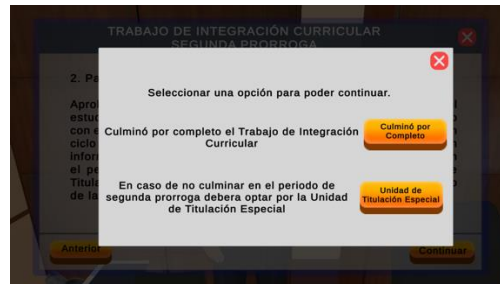 TRABAJO DE INTEGRACIÓN CURRICULAR
SEGUNDA PRORROGA
2. Pa
Seleccionar una opción para poder continuar.
Culminó por completo el Trabajo de Integración
Curricular
Culminó por
Completo
En caso de no culminar en el periodo de
segunda prorroga debera optar por la Unidad
de Titulación Especial
Unidad de
Titulación Especial
Anterior
Continuar